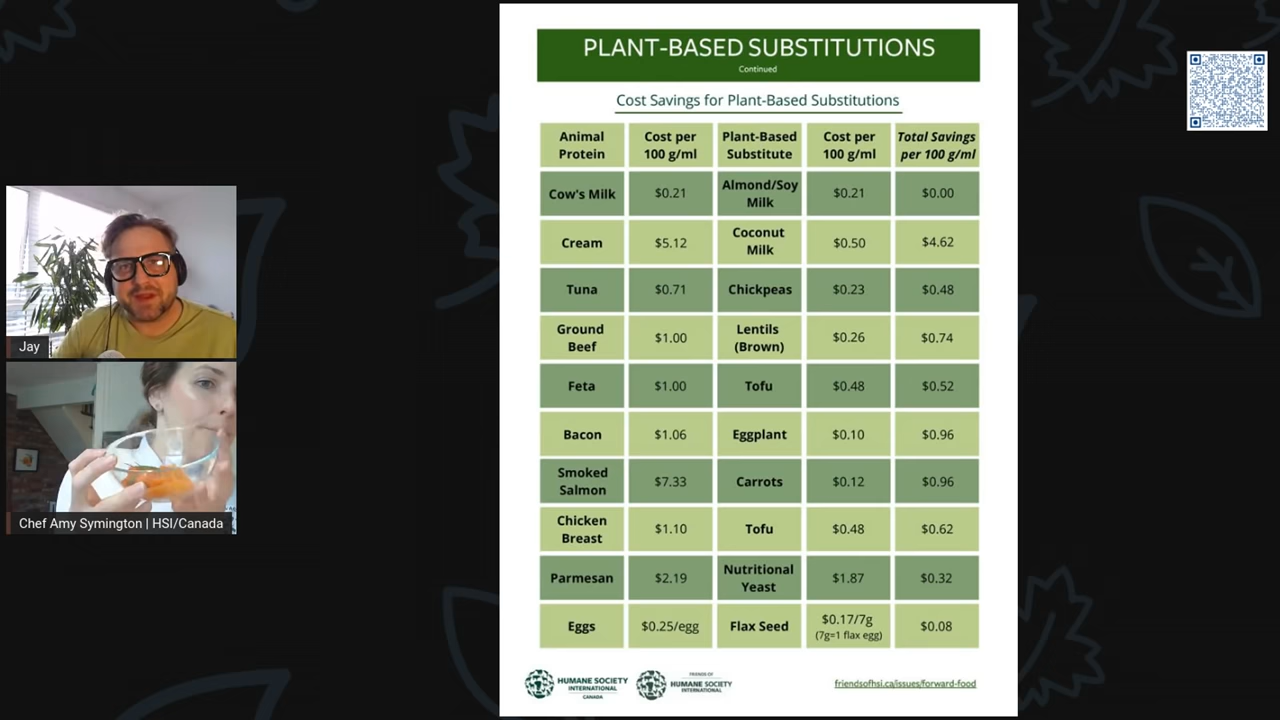 PLANT-BASED SUBSTITUTIONS
Continued
Cost Savings for Plant-Based Substitutions
Animal Protein	Cost per 100 g/ml	Plant-Based Substitute	Cost per 100 g/ml	Total Savings per 100 g/ml
Cow's Milk	$0.21	Almond/Soy Milk	$0.21	$0.00
Cream	$5.12	Coconut Milk	$0.50	$4.62
Tuna	$0.71	Chickpeas	$0.23	$0.48
Ground Beef	$1.00	Lentils (Brown)	$0.26	$0.74
Feta	$1.00	Tofu	$0.48	$0.52
Bacon	$1.06	Eggplant	$0.10	$0.96
Smoked Salmon	$7.33	Carrots	$0.12	$0.96
Chicken Breast	$1.10	Tofu	$0.48	$0.62
Parmesan	$2.19	Nutritional Yeast	$1.87	$0.32
Eggs	$0.25/egg	Flax Seed	$0.17/7g (7g=1 flax egg)	$0.08
HUMANE SOCIETY
INTERNATIONAL
CANADA
FRIENDS OF
HUMANE SOCIETY
INTERNATIONAL
friendsofhsi.ca/issues/forward-food
Jay
Chef Amy Symington | HSI/Canada